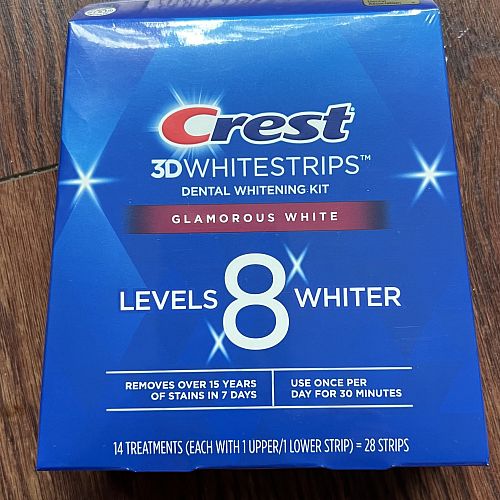 Crest
3DWHITESTRIPS™
DENTAL WHITENING KIT
GLAMOROUS WHITE
LEVELS 8 WHITER
REMOVES OVER 15 YEARS
OF STAINS IN 7 DAYS
USE ONCE PER
DAY FOR 30 MINUTES
14 TREATMENTS (EACH WITH 1 UPPER/1 LOWER STRIP) = 28 STRIPS